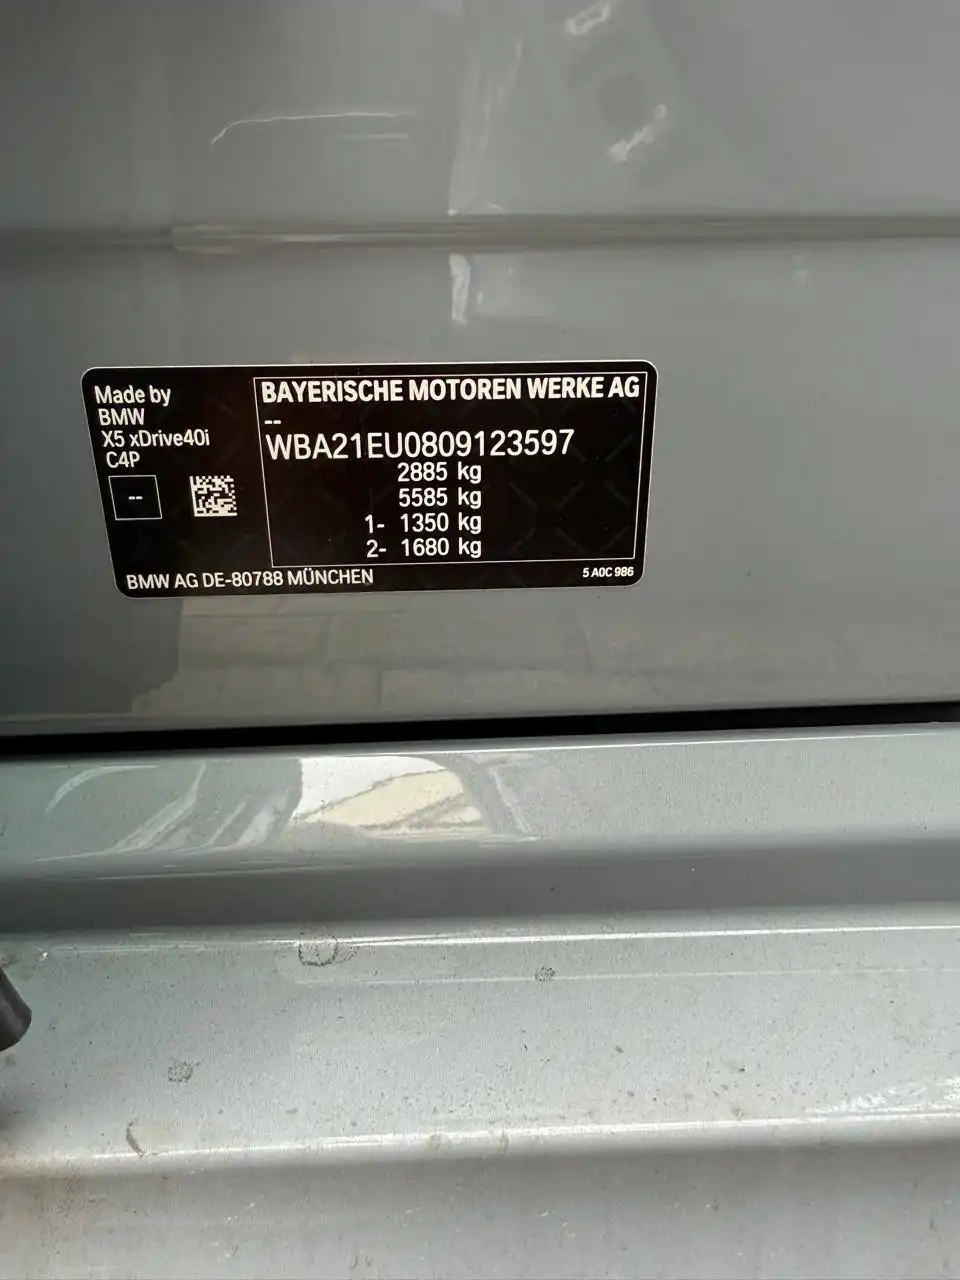 Made by
BMW
X5 xDrive40i
C4P
--
BAYERISCHE MOTOREN WERKE AG
--
WBA21EU0809123597
2885 kg
5585 kg
1- 1350 kg
2- 1680 kg
BMW AG DE-80788 MÜNCHEN
5 A0C 986